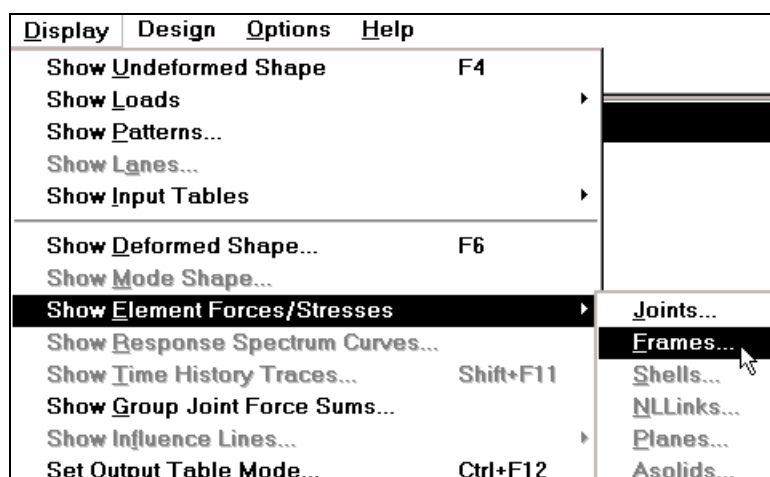 Display Design Options Help
Show Undeformed Shape F4
Show Loads
Show Patterns...
Show Lanes...
Show Input Tables
Show Deformed Shape... F6
Show Mode Shape...
Show Element Forces/Stresses Joints...
Show Response Spectrum Curves... Frames...
Show Time History Traces... Shift+F11 Shells...
Show Group Joint Force Sums... NLLinks...
Show Influence Lines... Planes...
Set Output Table Mode... Ctrl+F12 Asolids...